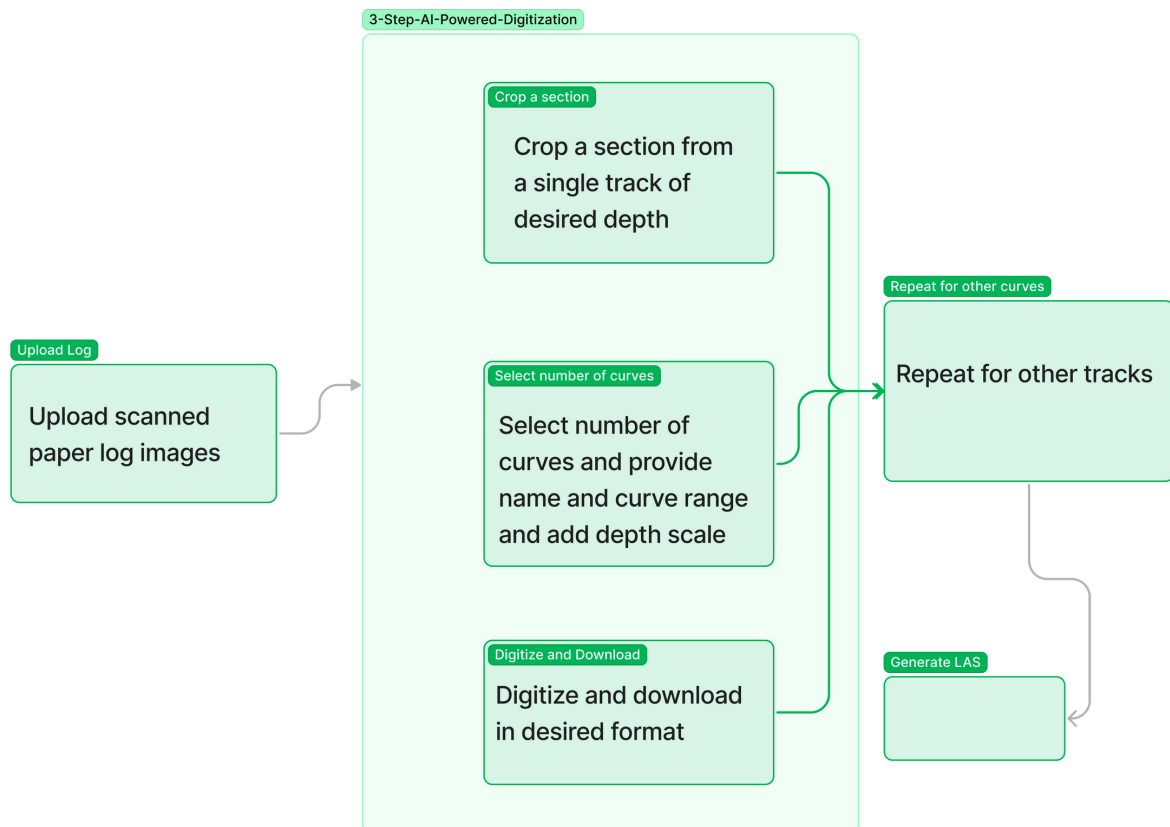 3-Step-AI-Powered-Digitization
Crop a section
Crop a section from
a single track of
desired depth
Upload Log
Upload scanned
paper log images
Select number of curves
Select number of
curves and provide
name and curve range
and add depth scale
Digitize and Download
Digitize and download
in desired format
Repeat for other curves
Repeat for other tracks
Generate LAS